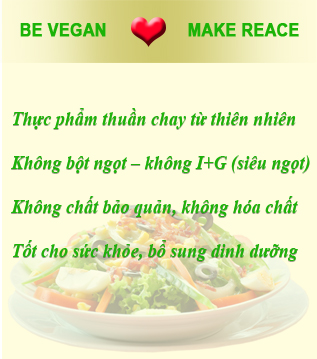 BE VEGAN MAKE REACE
Thực phẩm thuần chay từ thiên nhiên
Không bột ngọt – không I+G (siêu ngọt)
Không chất bảo quản, không hóa chất
Tốt cho sức khỏe, bổ sung dinh dưỡng